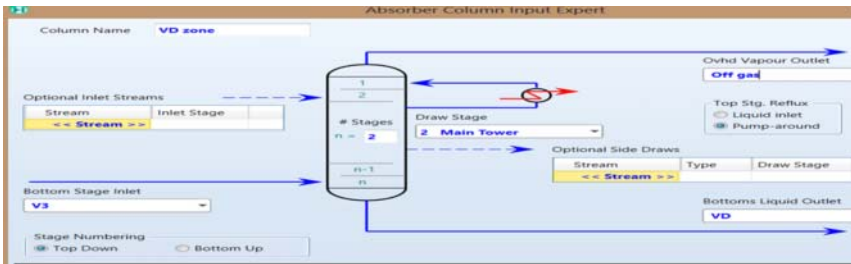 Absorber Column Input Expert
Column Name VD zone
Ovhd Vapour Outlet
Off gas
Optional Inlet Streams
Stream Inlet Stage
<< Stream >>
1
2
# Stages
n = 2
n-1
n
Draw Stage
2 Main Tower
Top Stg. Reflux
Liquid Inlet
Pump-around
Optional Side Draws
Stream Type Draw Stage
<< Stream >>
Bottom Stage Inlet
V3
Bottoms Liquid Outlet
VD
Stage Numbering
Top Down Bottom Up